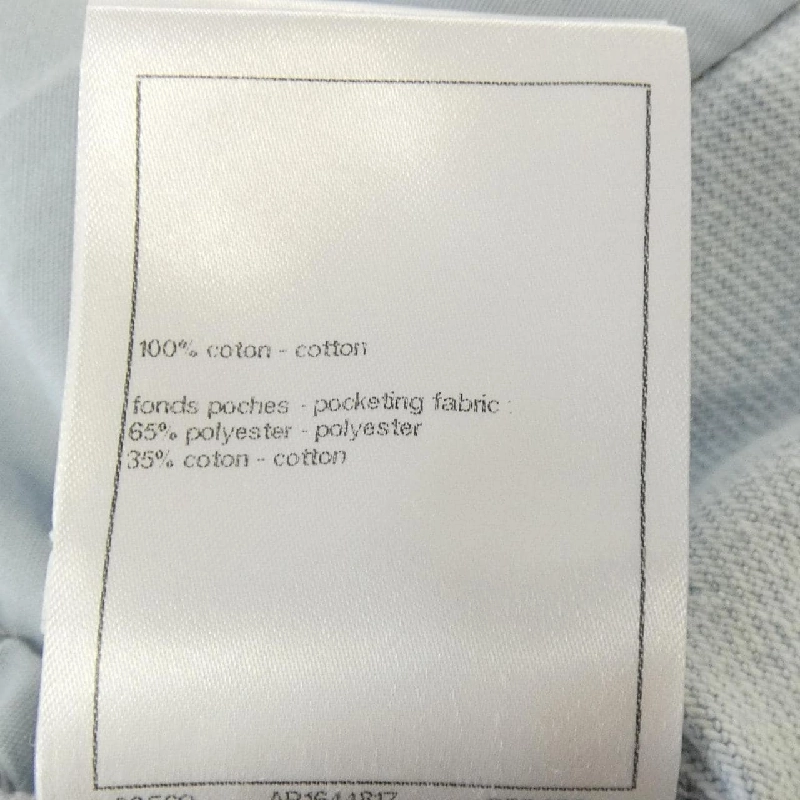 100% coton - cotton
fonds poches - pocketing fabric :
65% polyester - polyester
35% coton - cotton